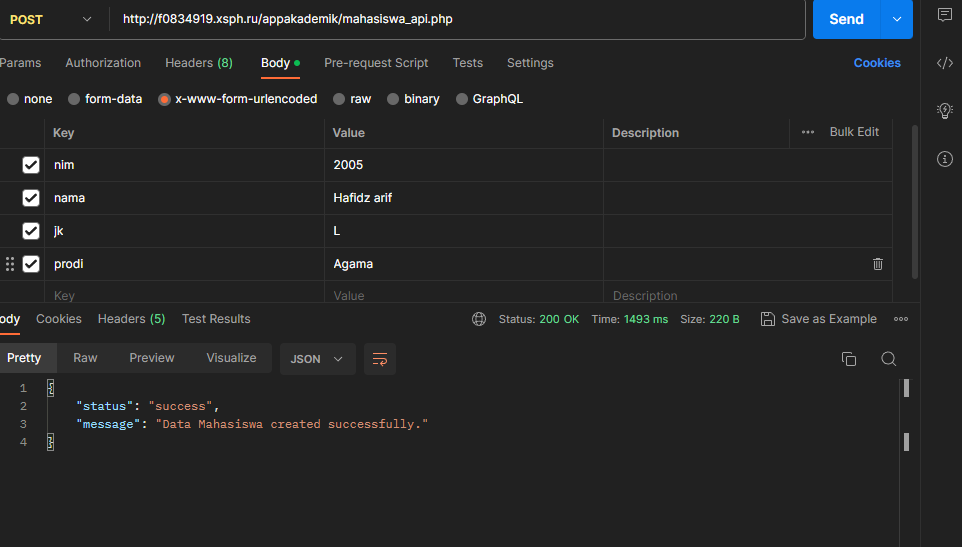 POST http://f0834919.xsph.ru/appakademik/mahasiswa_api.php Send
Params Authorization Headers (8) Body Pre-request Script Tests Settings Cookies
none form-data x-www-form-urlencoded raw binary GraphQL
Key Value Description Bulk Edit
nim 2005
nama Hafidz arif
jk L
prodi Agama
Key Value Description
ody Cookies Headers (5) Test Results Status: 200 OK Time: 1493 ms Size: 220 B Save as Example
Pretty Raw Preview Visualize JSON
1 {
2 "status": "success",
3 "message": "Data Mahasiswa created successfully."
4 }